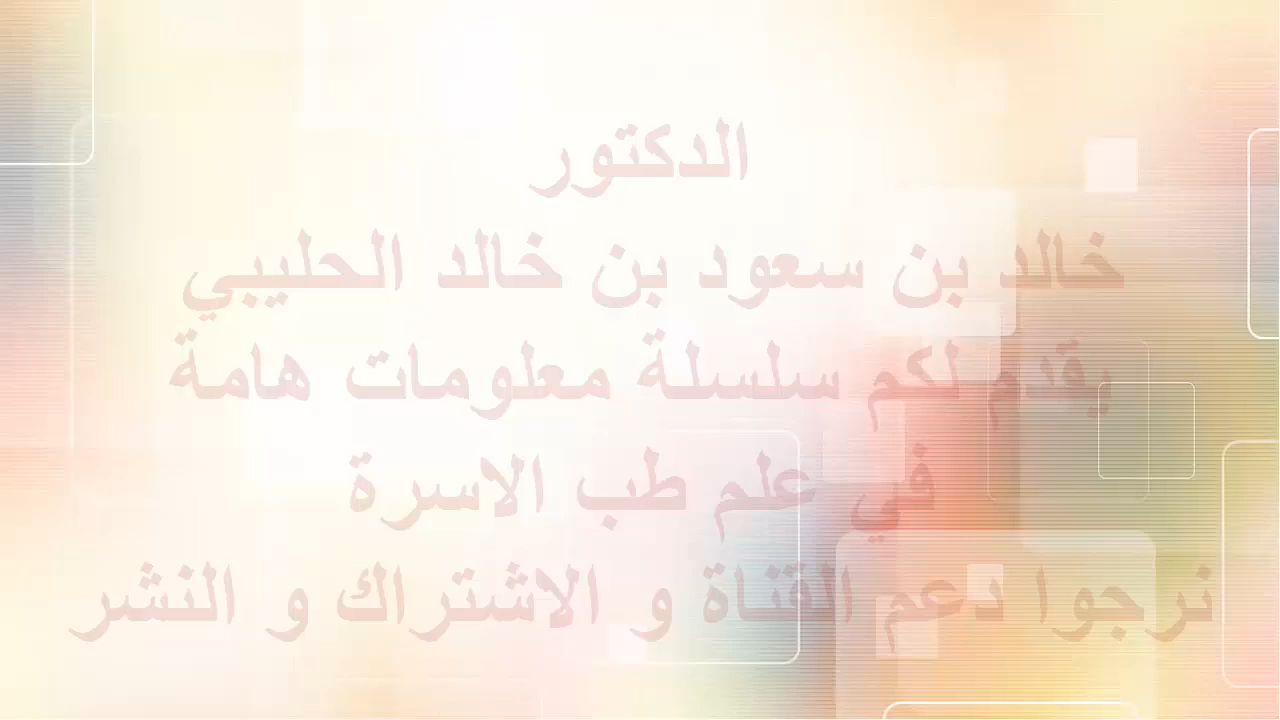 الدكتور
خالد بن سعود بن خالد الحليبي
يقدم لكم سلسلة معلومات هامة
في علم طب الاسرة
نرجوا دعم القناة و الاشتراك و النشر